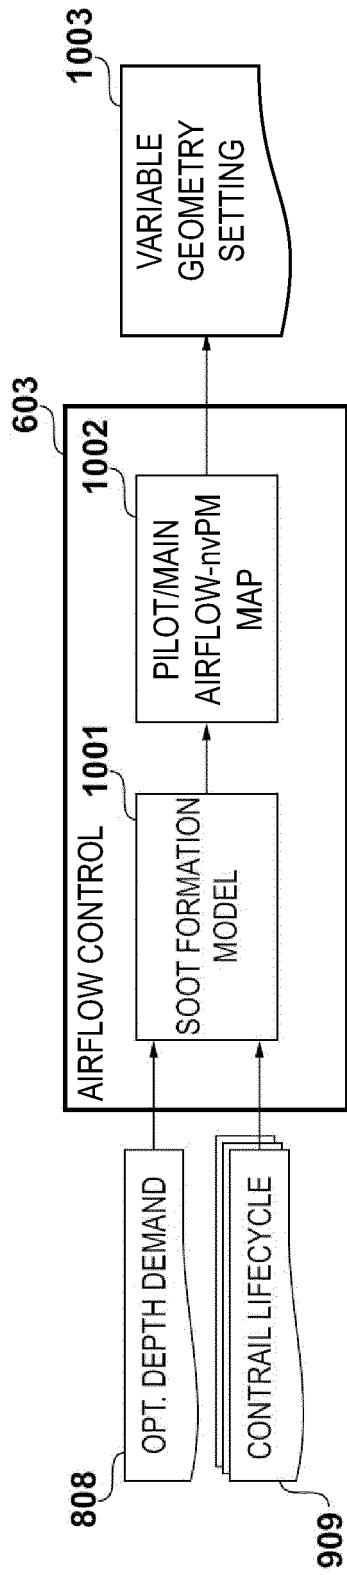 808
OPT. DEPTH DEMAND
909
CONTRAIL LIFECYCLE
603
AIRFLOW CONTROL
1001
SOOT FORMATION
MODEL
1002
PILOT/MAIN
AIRFLOW-nvPM
MAP
1003
VARIABLE
GEOMETRY
SETTING